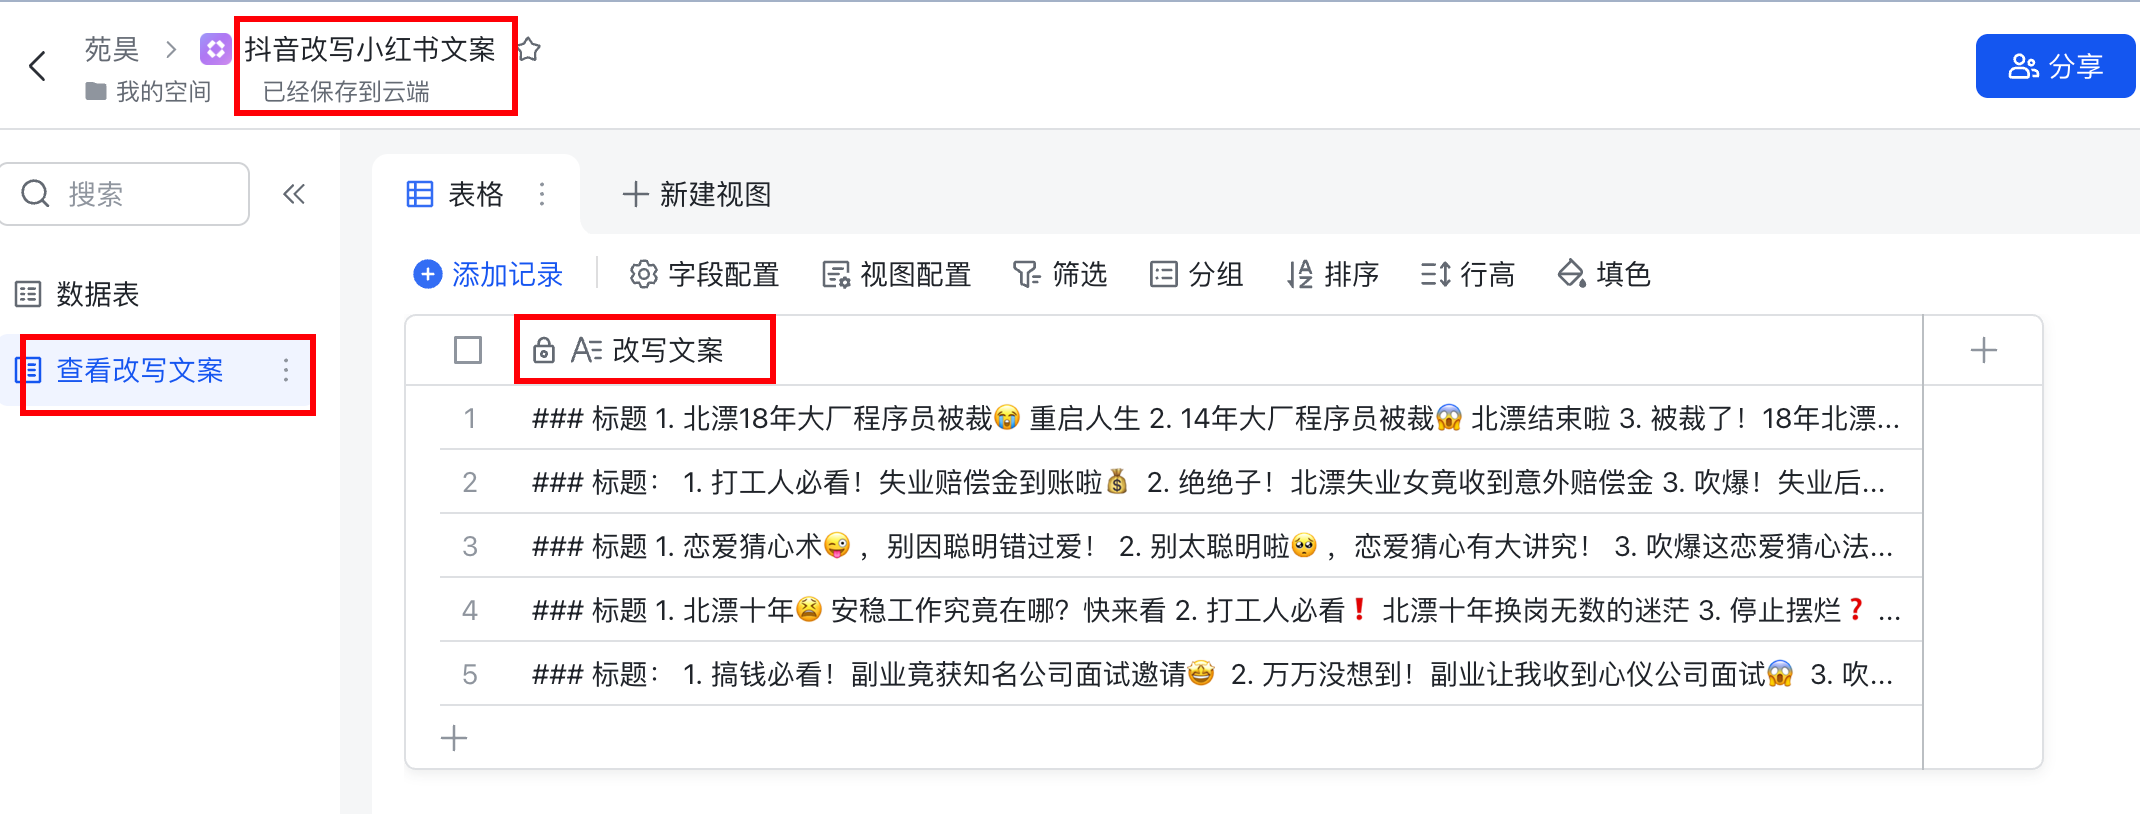 苑昊 > 抖音改写小红书文案
我的空间 已经保存到云端
分享
搜索
表格
新建视图
数据表
查看改写文案
添加记录 字段配置 视图配置 筛选 分组 排序 行高 填色
改写文案
1 ### 标题 1. 北漂18年大厂程序员被裁😭 重启人生 2. 14年大厂程序员被裁😱 北漂结束啦 3. 被裁了！18年北漂...
2 ### 标题： 1. 打工人必看！失业赔偿金到账啦💰 2. 绝绝子！北漂失业女竟收到意外赔偿金 3. 吹爆！失业后...
3 ### 标题 1. 恋爱猜心术😜，别因聪明错过爱！ 2. 别太聪明啦🥺，恋爱猜心有大讲究！ 3. 吹爆这恋爱猜心法...
4 ### 标题 1. 北漂十年😫 安稳工作究竟在哪？快来看 2. 打工人必看❗ 北漂十年换岗无数的迷茫 3. 停止摆烂❓ ...
5 ### 标题： 1. 搞钱必看！副业竟获知名公司面试邀请🤩 2. 万万没想到！副业让我收到心仪公司面试😱 3. 吹...